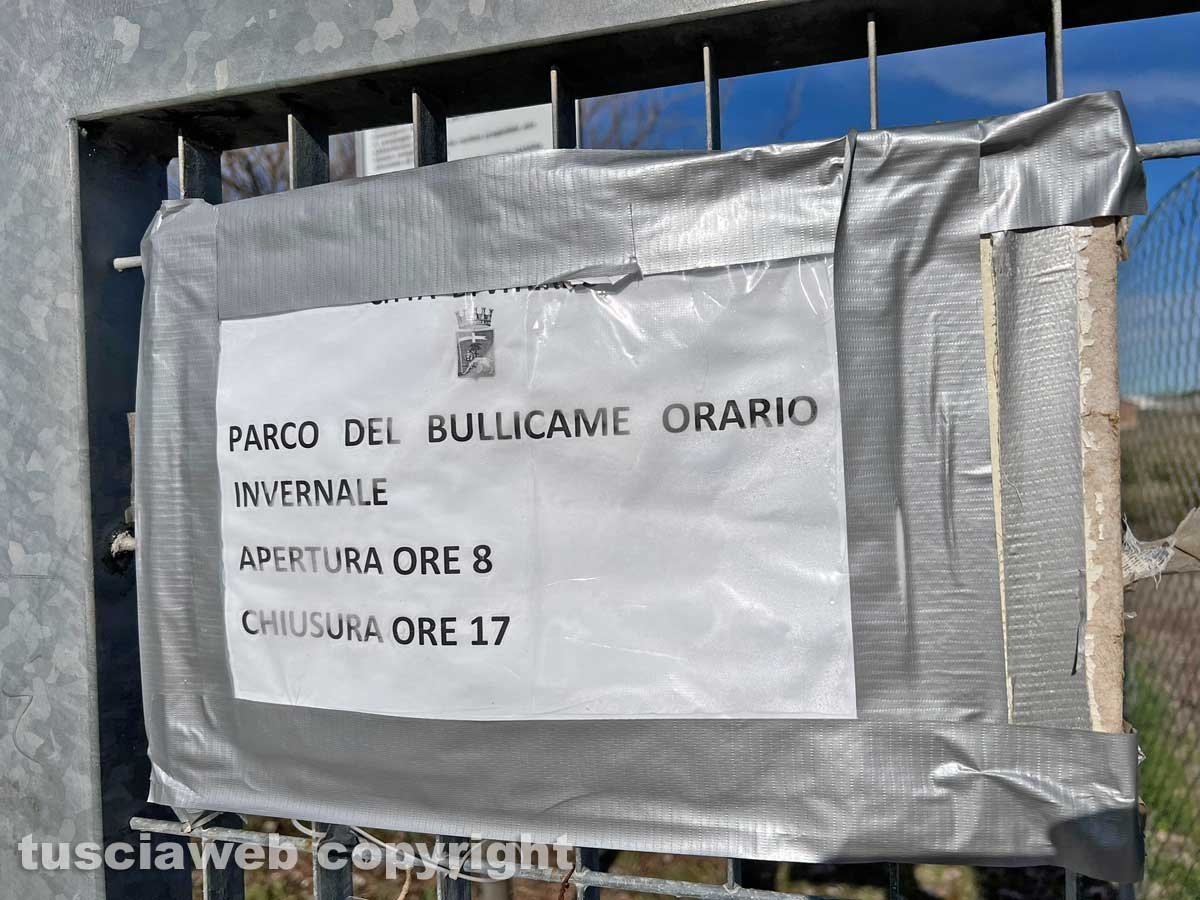 PARCO DEL BULLICAME ORARIO
INVERNALE
APERTURA ORE 8
CHIUSURA ORE 17
tusciaweb copyright